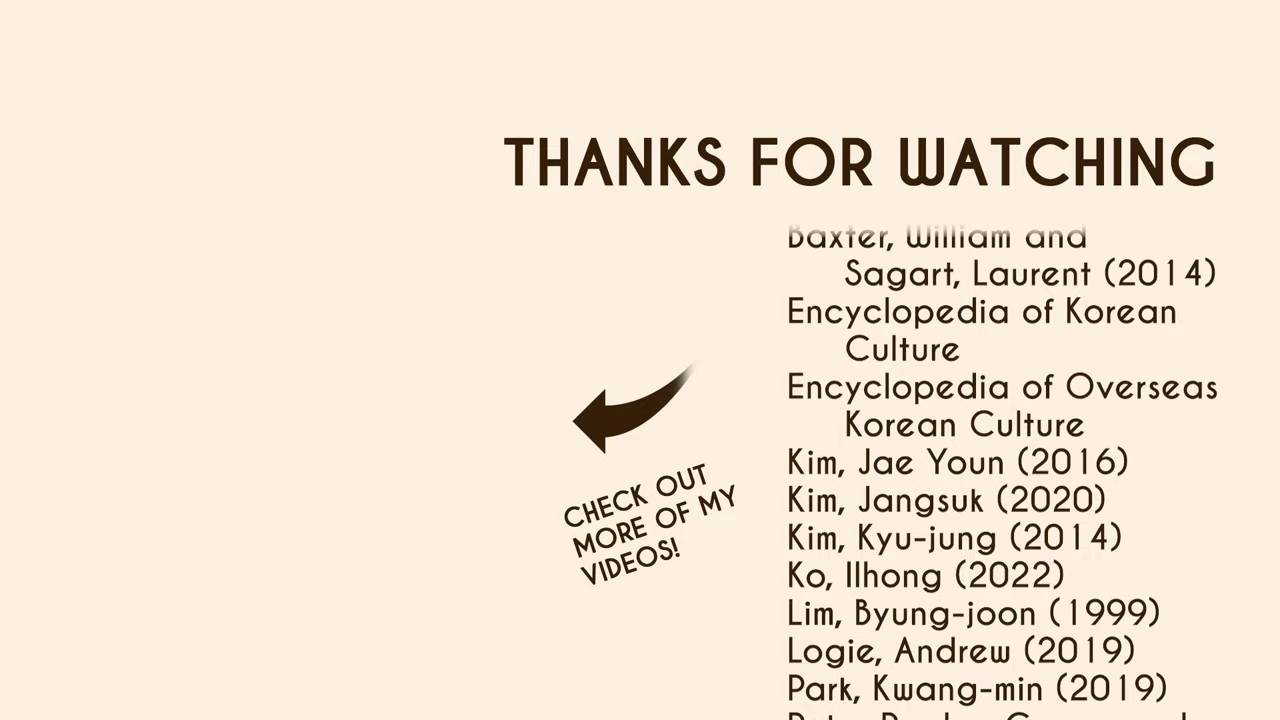 THANKS FOR WATCHING
Baxter, William and
Sagart, Laurent (2014)
Encyclopedia of Korean
Culture
Encyclopedia of Overseas
Korean Culture
Kim, Jae Youn (2016)
Kim, Jangsuk (2020)
Kim, Kyu-jung (2014)
Ko, Ilhong (2022)
Lim, Byung-joon (1999)
Logie, Andrew (2019)
Park, Kwang-min (2019)
CHECK OUT
MORE OF MY
VIDEOS!